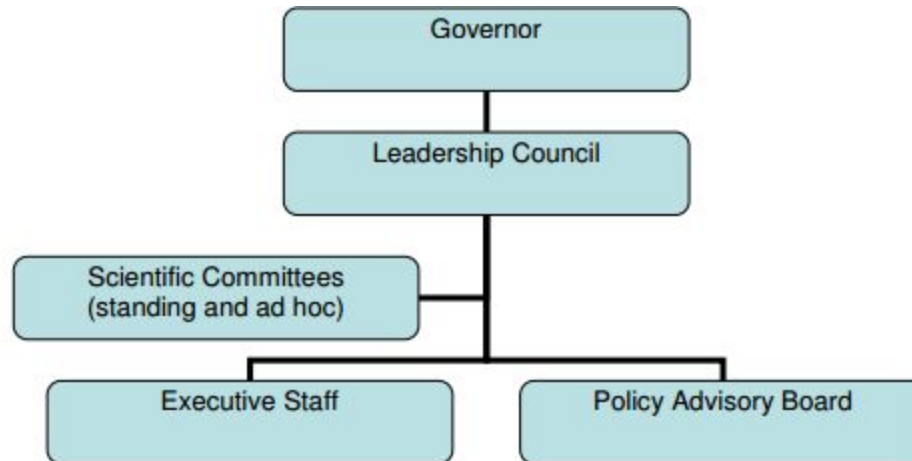 Governor
Leadership Council
Scientific Committees
(standing and ad hoc)
Executive Staff
Policy Advisory Board